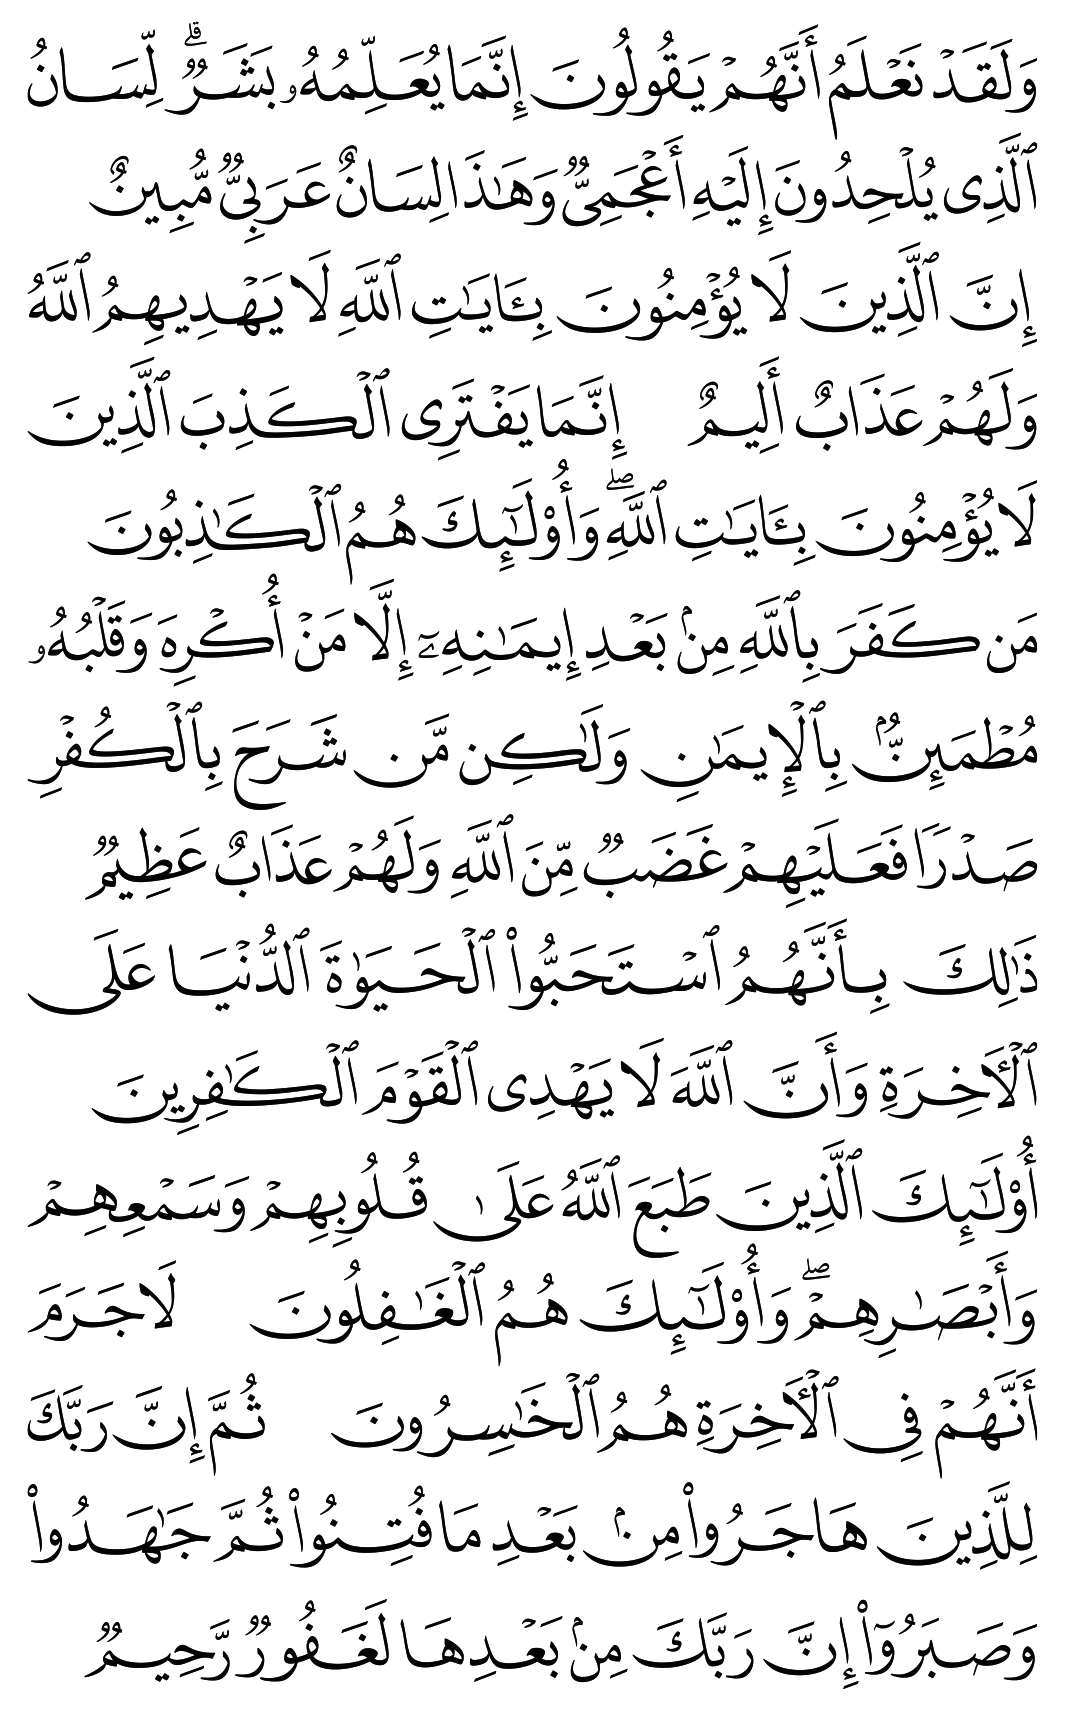 وَلَقَدۡ نَعۡلَمُ أَنَّهُمۡ يَقُولُونَ إِنَّمَا يُعَلِّمُهُۥ بَشَرٞۗ لِّسَانُ
ٱلَّذِي يُلۡحِدُونَ إِلَيۡهِ أَعۡجَمِيّٞ وَهَٰذَا لِسَانٌ عَرَبِيّٞ مُّبِينٌ
إِنَّ ٱلَّذِينَ لَا يُؤۡمِنُونَ بِـَٔايَٰتِ ٱللَّهِ لَا يَهۡدِيهِمُ ٱللَّهُ
وَلَهُمۡ عَذَابٌ أَلِيمٌ إِنَّمَا يَفۡتَرِي ٱلۡكَذِبَ ٱلَّذِينَ
لَا يُؤۡمِنُونَ بِـَٔايَٰتِ ٱللَّهِۖ وَأُوْلَٰٓئِكَ هُمُ ٱلۡكَٰذِبُونَ
مَن كَفَرَ بِٱللَّهِ مِنۢ بَعۡدِ إِيمَٰنِهِۦٓ إِلَّا مَنۡ أُكۡرِهَ وَقَلۡبُهُۥ
مُطۡمَئِنُّۢ بِٱلۡإِيمَٰنِ وَلَٰكِن مَّن شَرَحَ بِٱلۡكُفۡرِ
صَدۡرٗا فَعَلَيۡهِمۡ غَضَبٞ مِّنَ ٱللَّهِ وَلَهُمۡ عَذَابٌ عَظِيمٞ
ذَٰلِكَ بِأَنَّهُمُ ٱسۡتَحَبُّواْ ٱلۡحَيَوٰةَ ٱلدُّنۡيَا عَلَى
ٱلۡأٓخِرَةِ وَأَنَّ ٱللَّهَ لَا يَهۡدِي ٱلۡقَوۡمَ ٱلۡكَٰفِرِينَ
أُوْلَٰٓئِكَ ٱلَّذِينَ طَبَعَ ٱللَّهُ عَلَىٰ قُلُوبِهِمۡ وَسَمۡعِهِمۡ
وَأَبۡصَٰرِهِمۡۖ وَأُوْلَٰٓئِكَ هُمُ ٱلۡغَٰفِلُونَ لَا جَرَمَ
أَنَّهُمۡ فِي ٱلۡأٓخِرَةِ هُمُ ٱلۡخَٰسِرُونَ ثُمَّ إِنَّ رَبَّكَ
لِلَّذِينَ هَاجَرُواْ مِنۢ بَعۡدِ مَا فُتِنُواْ ثُمَّ جَٰهَدُواْ
وَصَبَرُوٓاْ إِنَّ رَبَّكَ مِنۢ بَعۡدِهَا لَغَفُورٞ رَّحِيمٞ